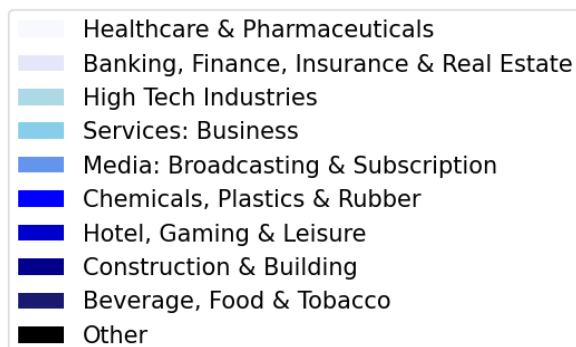 Healthcare & Pharmaceuticals
Banking, Finance, Insurance & Real Estate
High Tech Industries
Services: Business
Media: Broadcasting & Subscription
Chemicals, Plastics & Rubber
Hotel, Gaming & Leisure
Construction & Building
Beverage, Food & Tobacco
Other